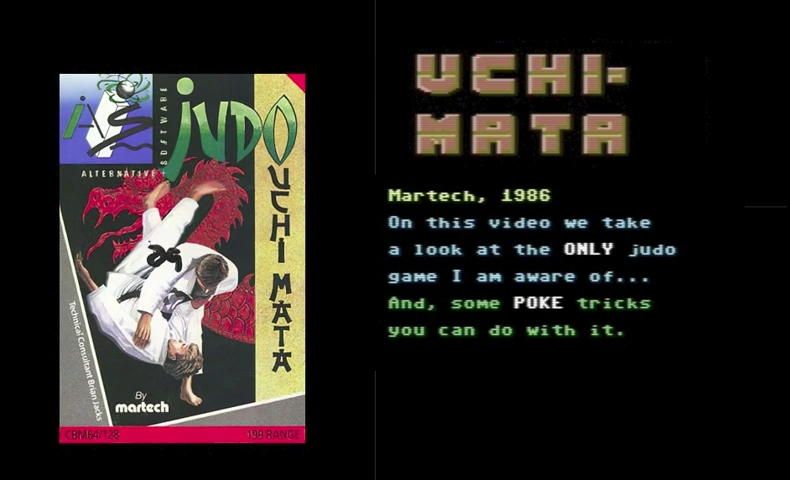 iAS
SOFTWARE
ALTERNATIVE
JUDO
UCHI MATA
Technical Consultant Brian Jacks
By
martech
CBM64/128
199 RANGE
UCHI-
MATA
Martech, 1986
On this video we take
a look at the ONLY judo
game I am aware of...
And, some POKE tricks
you can do with it.